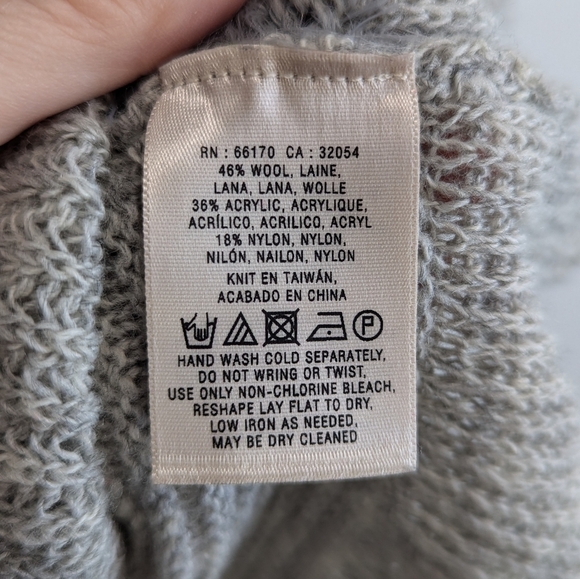 RN : 66170 CA : 32054
46% WOOL, LAINE,
LANA, LANA, WOLLE
36% ACRYLIC, ACRYLIQUE,
ACRÍLICO, ACRILICO, ACRYL
18% NYLON, NYLON,
NILÓN, NAILON, NYLON
KNIT EN TAIWÁN,
ACABADO EN CHINA
P
HAND WASH COLD SEPARATELY,
DO NOT WRING OR TWIST,
USE ONLY NON-CHLORINE BLEACH,
RESHAPE LAY FLAT TO DRY,
LOW IRON AS NEEDED,
MAY BE DRY CLEANED